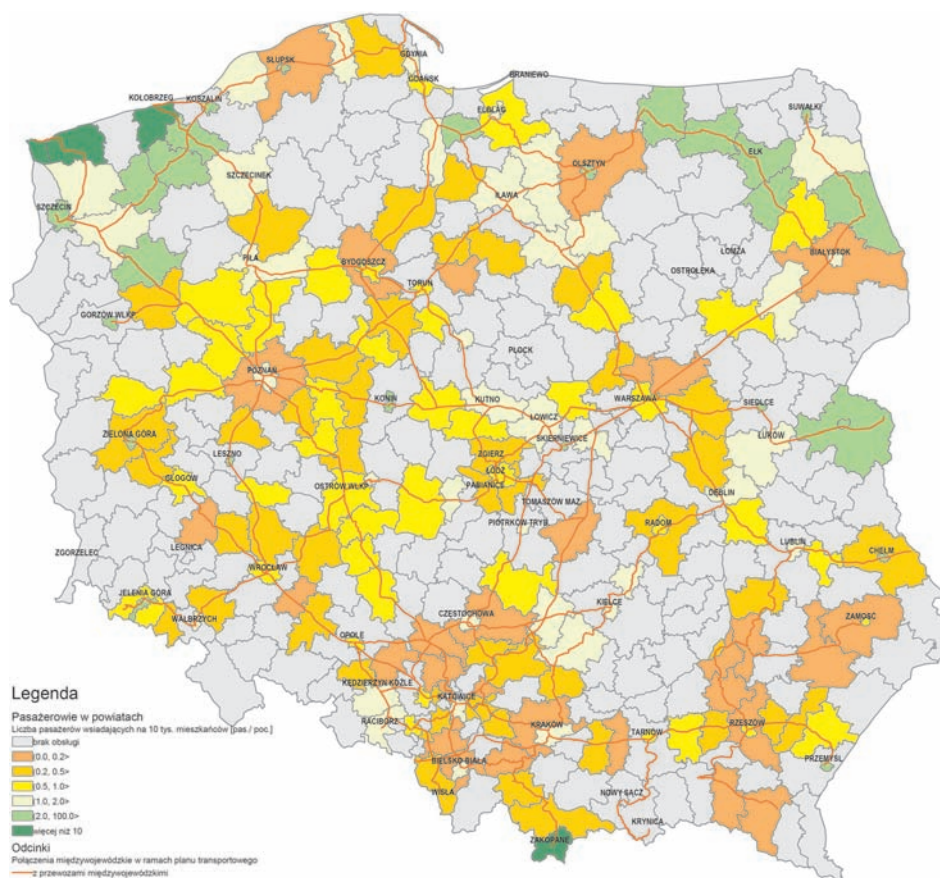 GDYNIA
SŁUPSK
GDAŃSK
BRANIEWO
KOŁOBRZEG
KOSZALIN
ELBLĄG
SUWAŁKI
EŁK
OLSZTYN
SZCZECINEK
IŁAWA
SZCZECIN
PIŁA
BYDGOSZCZ
BIAŁYSTOK
ŁOMŻA
OSTROŁĘKA
TORUŃ
GORZÓW WLKP
PŁOCK
POZNAŃ
KONIN
KUTNO
WARSZAWA
SIEDLCE
ŁOWICZ
SKIERNIEWICE
ŁUKÓW
ZIELONA GÓRA
ZGIERZ
LESZNO
ŁÓDŹ
PABIANICE
GŁOGÓW
OSTRÓW WLKP
DĘBLIN
TOMASZÓW MAZ.
PIOTRKÓW TRYB.
RADOM
ZGORZELEC
LEGNICA
LUBLIN
CHEŁM
WROCŁAW
JELENIA GÓRA
WAŁBRZYCH
CZĘSTOCHOWA
KIELCE
ZAMOŚĆ
OPOLE
KĘDZIERZYN KOŹLE
KATOWICE
RACIBÓRZ
KRAKÓW
TARNÓW
RZESZÓW
BIELSKO BIAŁA
PRZEMYŚL
WISŁA
NOWY SĄCZ
KRYNICA
ZAKOPANE
Legenda
Pasażerowie w powiatach
Liczba pasażerów wsiadających na 10 tys. mieszkańców [pas./ poc.]
brak obsługi
(0.0, 0.2>
(0.2, 0.5>
(0.5, 1.0>
(1.0, 2.0>
(2.0, 100.0>
więcej niż 10
Odcinki
Połączenia międzywojewódzkie w ramach planu transportowego
z przewozami międzywojewódzkimi